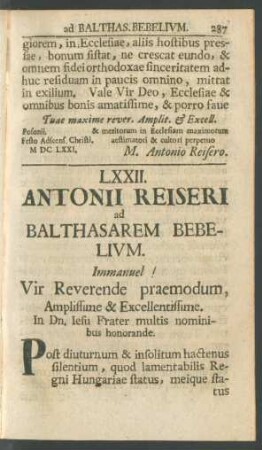 ad BALTHAS. BEBELIVM. 287
giorem, in Ecclesiae, aliis hostibus pres-
sae, bonum sistat, ne crescat eundo, &
omnem fidei orthodoxae sinceritatem ad-
huc residuam in paucis omnino, mittat
in exilium. Vale Vir Deo, Ecclesiae &
omnibus bonis amatissime, & porro faue
Tuae maxime rever. Amplit. & Excell.
Posonii, & meritorum in Ecclesiam maximorum
Festo Adscens. Christi, aestimatori & cultori perpetuo
M DC LXXI, M. Antonio Reisero.
LXXII.
ANTONII REISERI
ad
BALTHASAREM BEBE-
LIVM.
Immanuel!
Vir Reverende praemodum,
Amplissime & Excellentissime.
In Dn. Iesu Frater multis nomini-
bus honorande.
Post diuturnum & insolitum hactenus
silentium, quod lamentabilis Re-
gni Hungariae status, meique sta-
tus